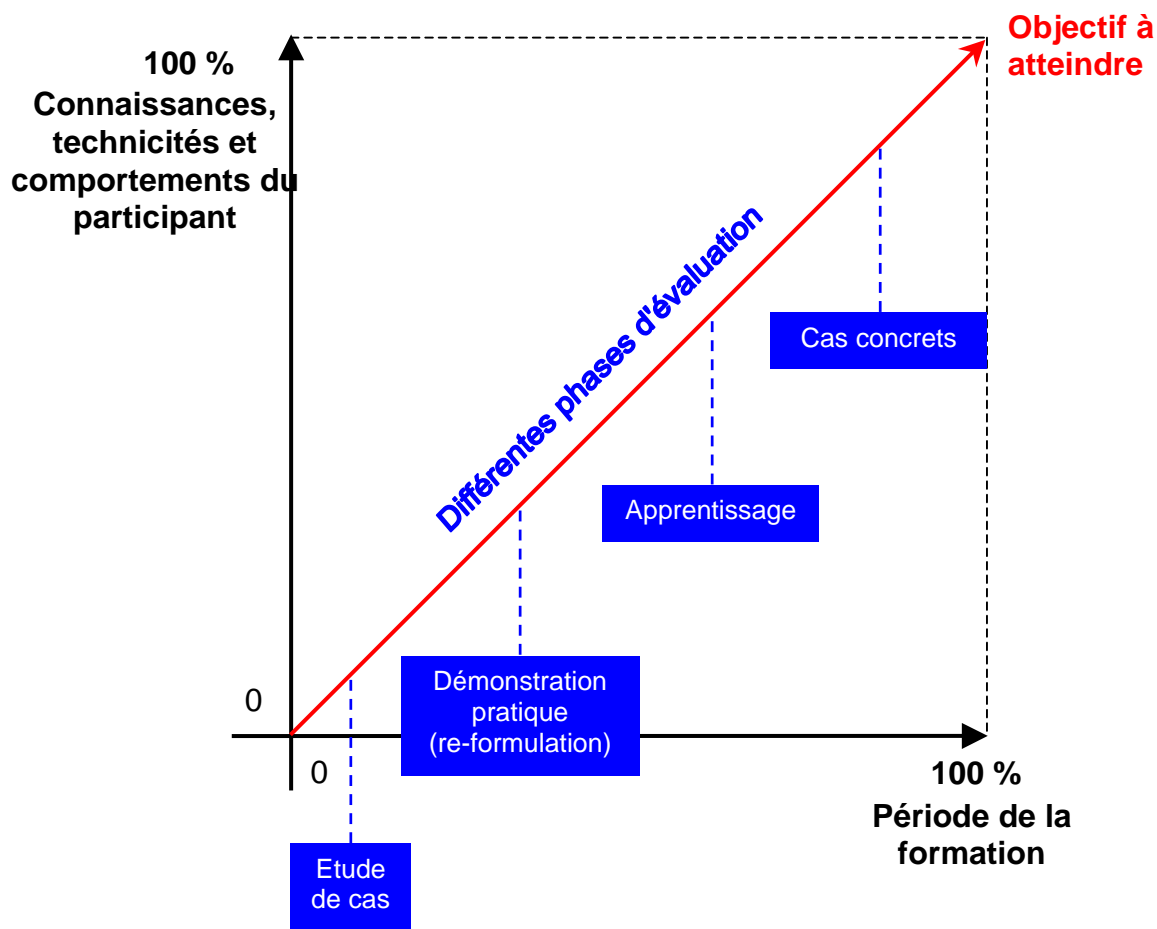 Objectif à
atteindre
100 %
Connaissances,
technicités et
comportements du
participant
Différentes phases d'évaluation
Cas concrets
Apprentissage
Démonstration
pratique
(re-formulation)
0
0
100 %
Période de la
formation
Etude
de cas